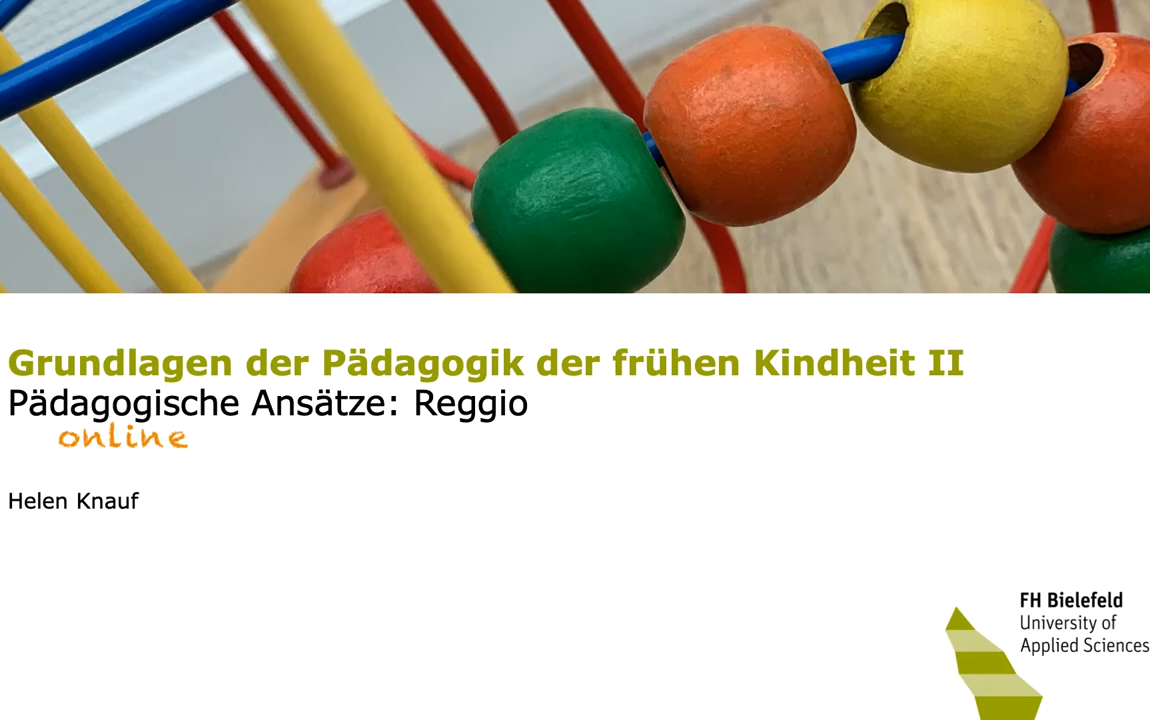 Grundlagen der Pädagogik der frühen Kindheit II
Pädagogische Ansätze: Reggio
online
Helen Knauf
FH Bielefeld
University of
Applied Sciences